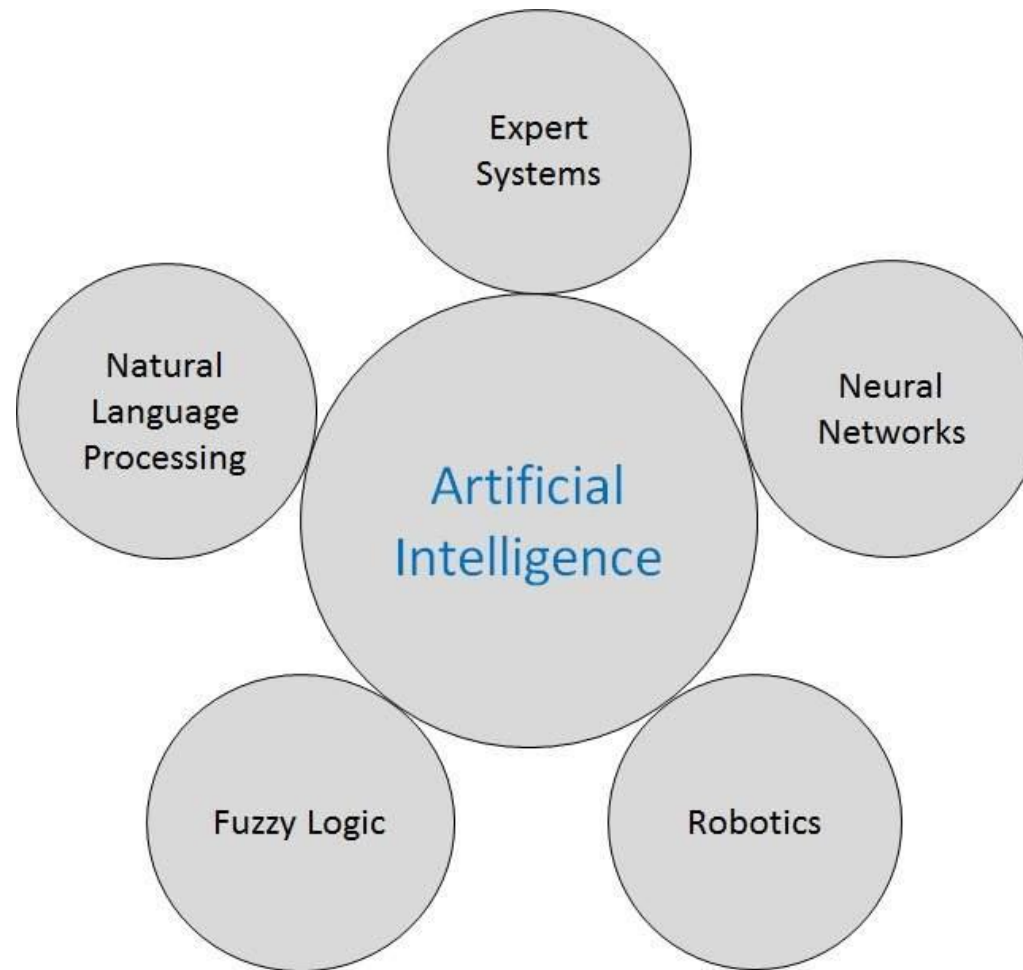 Expert
Systems
Natural
Language
Processing
Neural
Networks
Artificial
Intelligence
Fuzzy Logic
Robotics